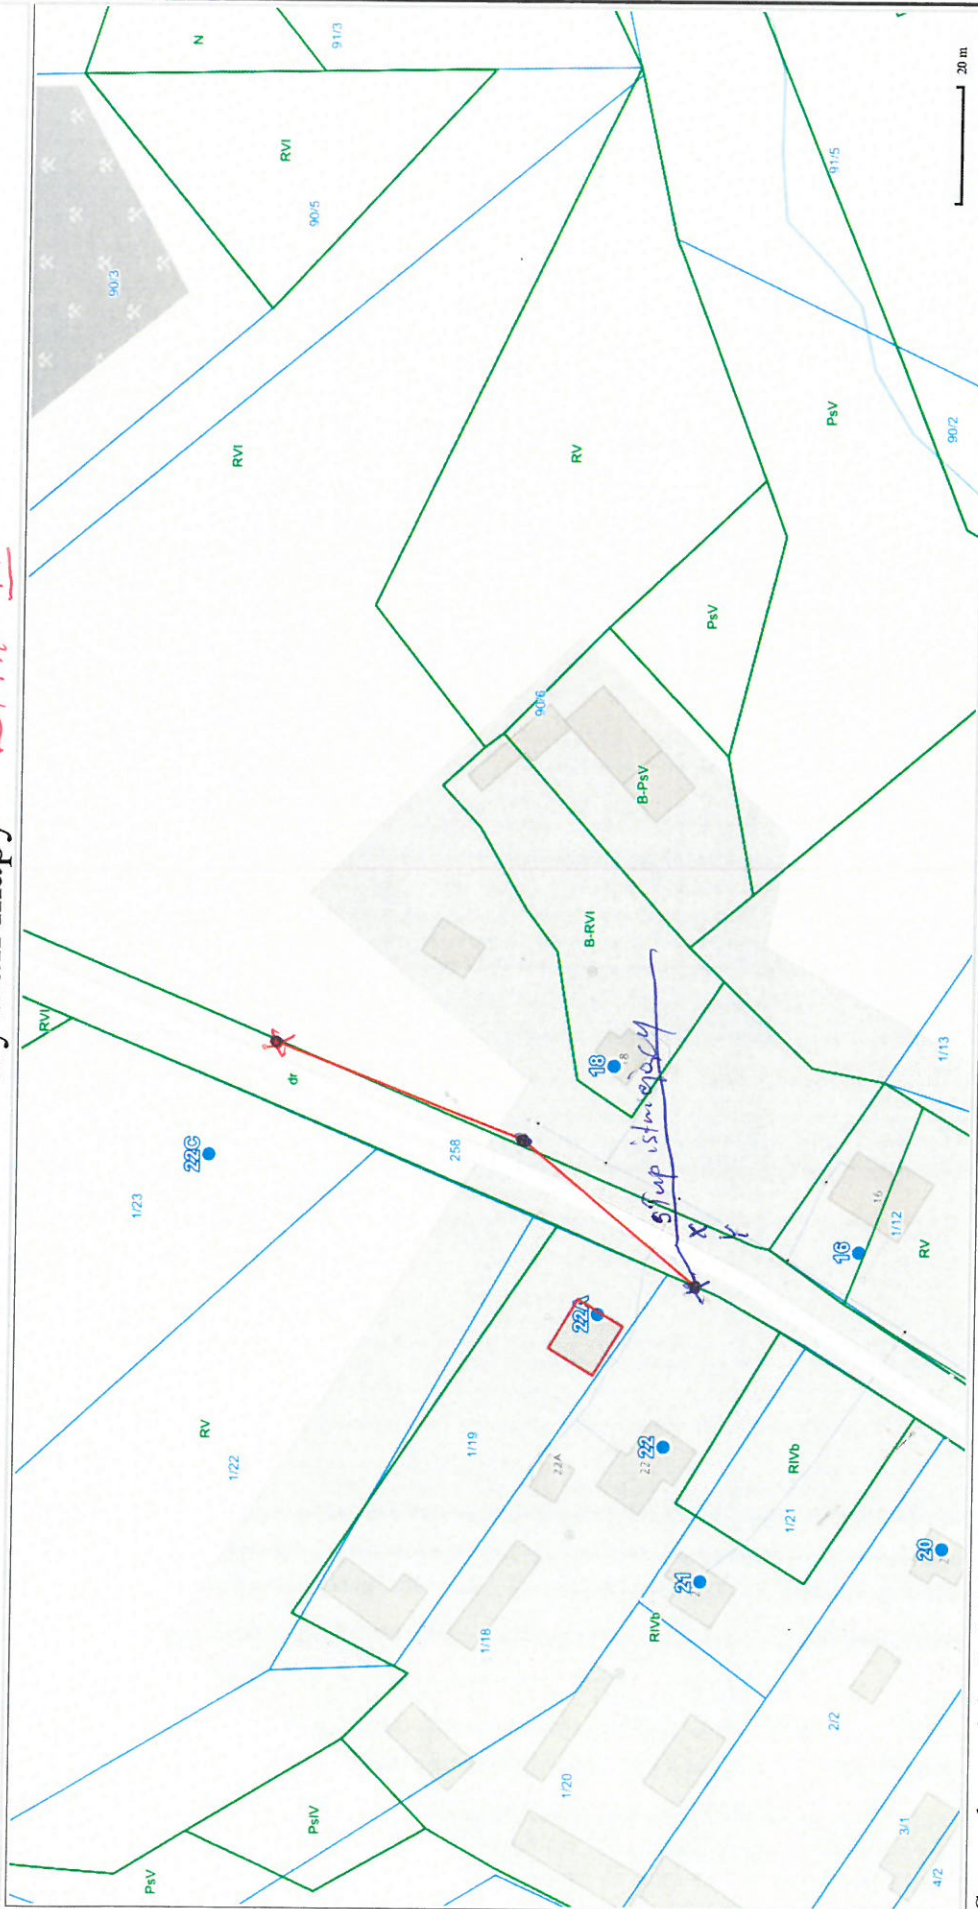 N
91/3
RVI
90/5
90/3
20 m
91/5
RVI
RV
PsV
90/2
PsV
90/6
B-PsV
B-RVI
RVI
dr
18
słup istniejący
1/13
22C
1/23
258
16
16
1/12
RV
22A
RV
1/22
1/19
22A
22
22
RIVb
1/21
20
21
1/18
RIVb
2/2
1/20
PsIV
PsV
3/1
4/2